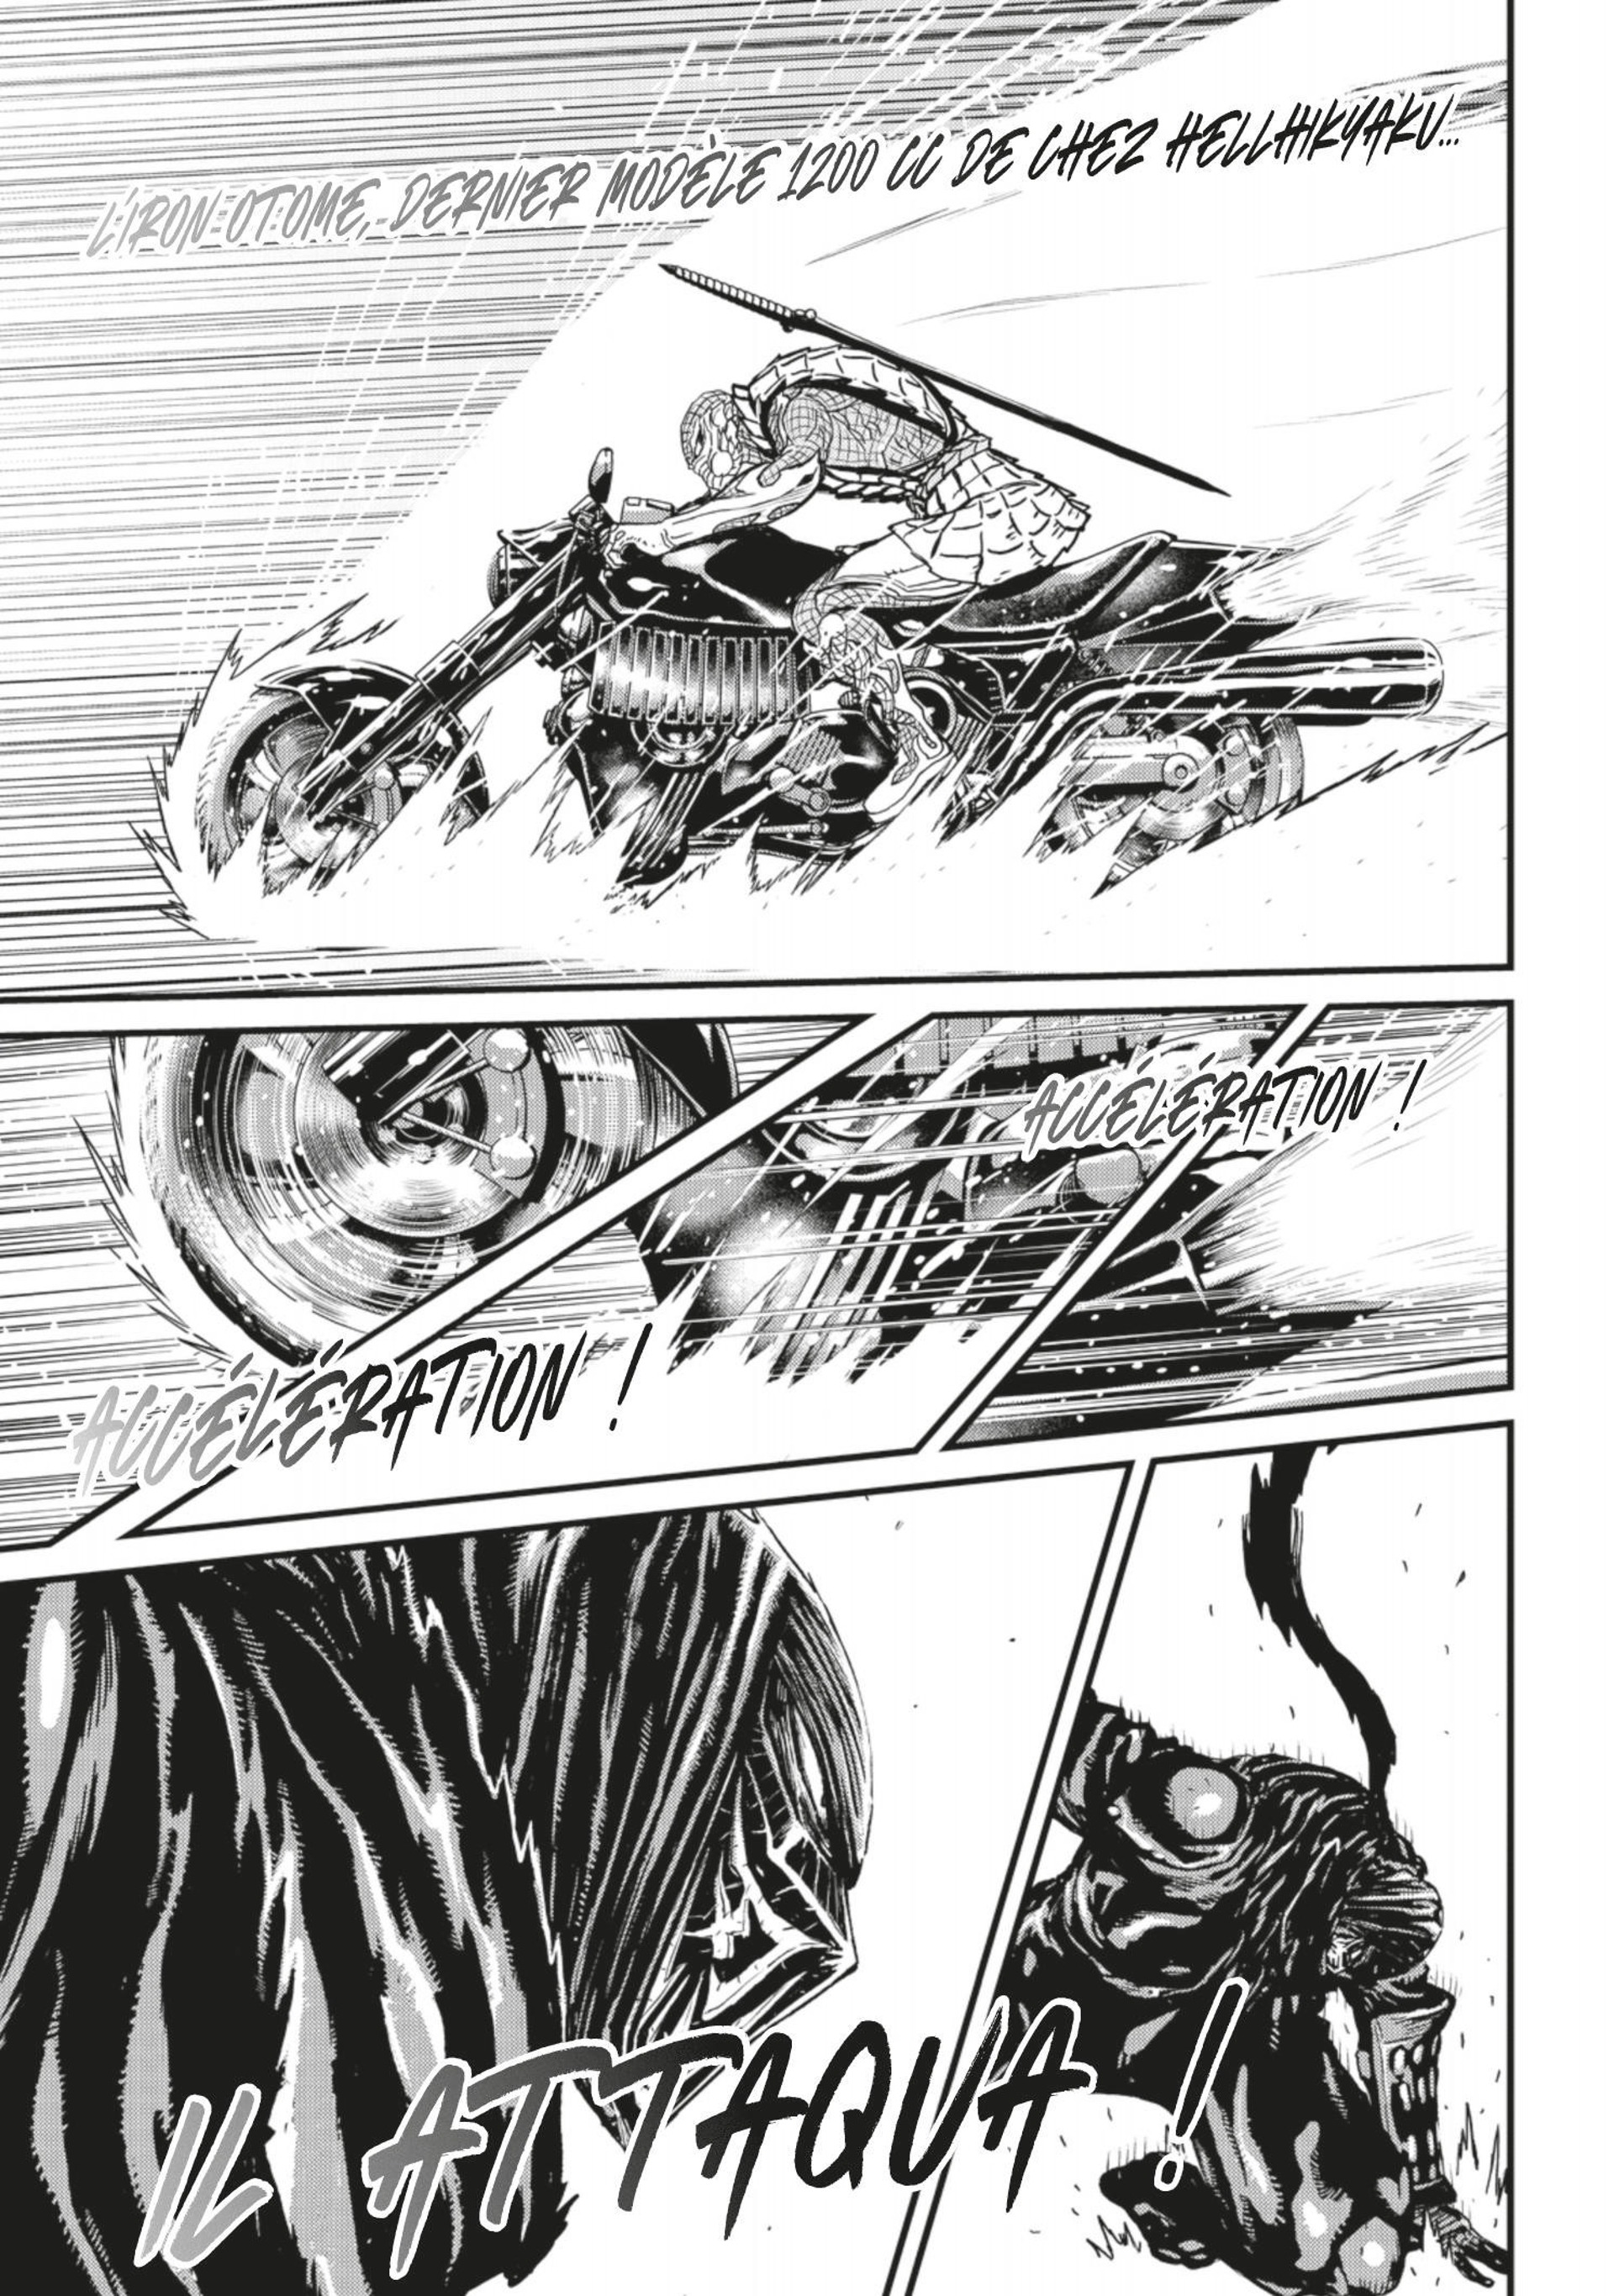 L'IRON OTOME, DERNIER MODÈLE 1200 CC DE CHEZ HELLHIKYAKU...
ACCÉLÉRATION !
ACCÉLÉRATION !
IL ATTAQUA !